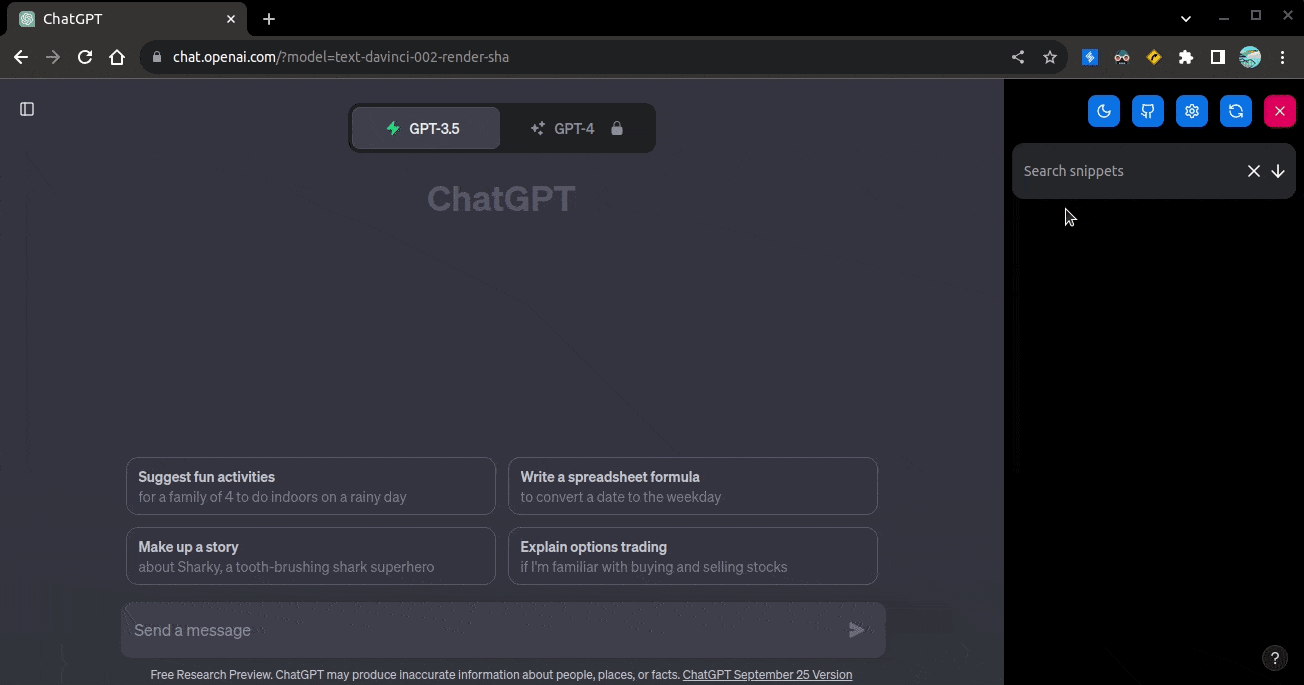 ChatGPT
chat.openai.com/?model=text-davinci-002-render-sha
GPT-3.5
GPT-4
ChatGPT
Search snippets
Suggest fun activities
for a family of 4 to do indoors on a rainy day
Write a spreadsheet formula
to convert a date to the weekday
Make up a story
about Sharky, a tooth-brushing shark superhero
Explain options trading
if I'm familiar with buying and selling stocks
Send a message
Free Research Preview. ChatGPT may produce inaccurate information about people, places, or facts. ChatGPT September 25 Version
?